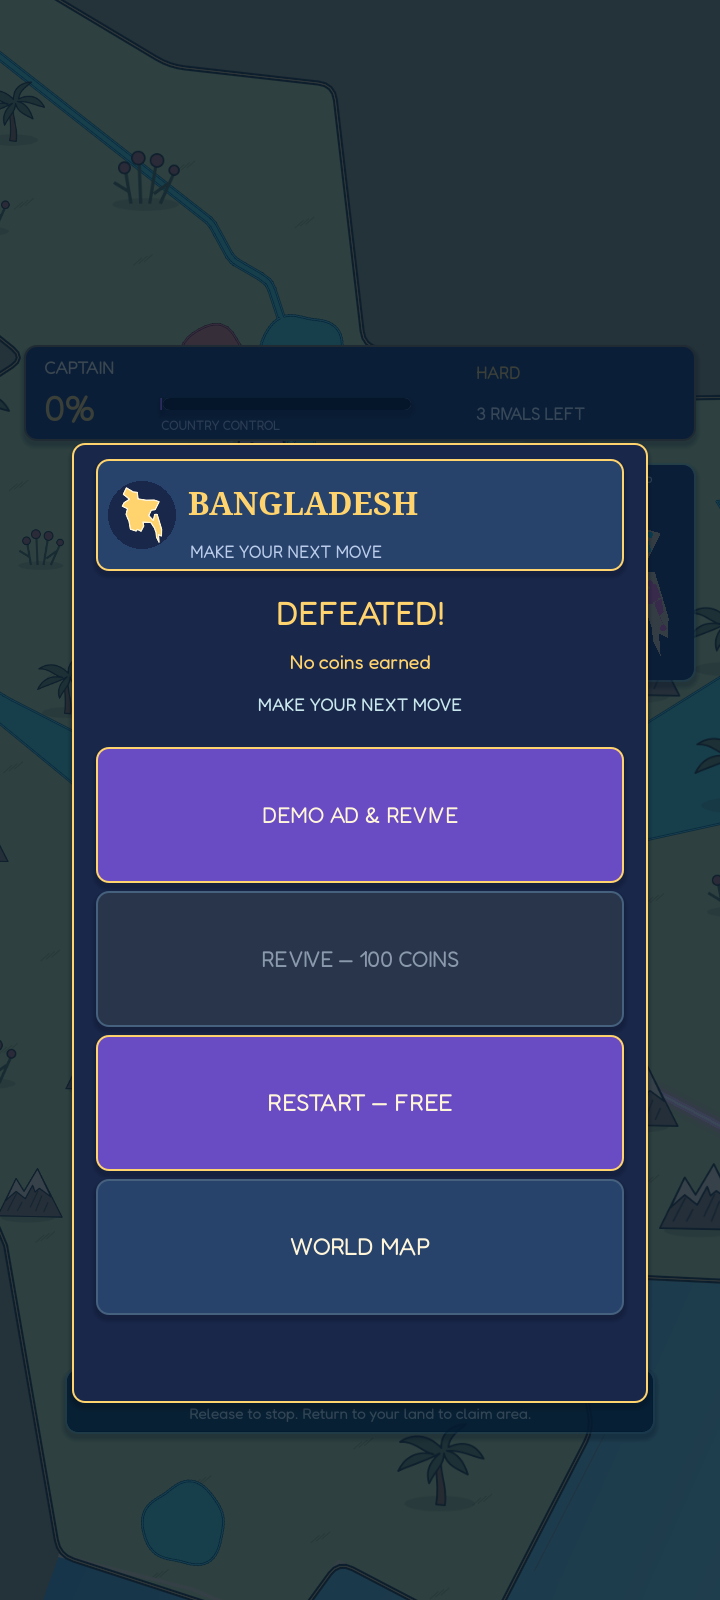 CAPTAIN
HARD
0%
3 RIVALS LEFT
COUNTRY CONTROL
BANGLADESH
MAKE YOUR NEXT MOVE
DEFEATED!
No coins earned
MAKE YOUR NEXT MOVE
DEMO AD & REVIVE
REVIVE — 100 COINS
RESTART — FREE
WORLD MAP
Release to stop. Return to your land to claim area.